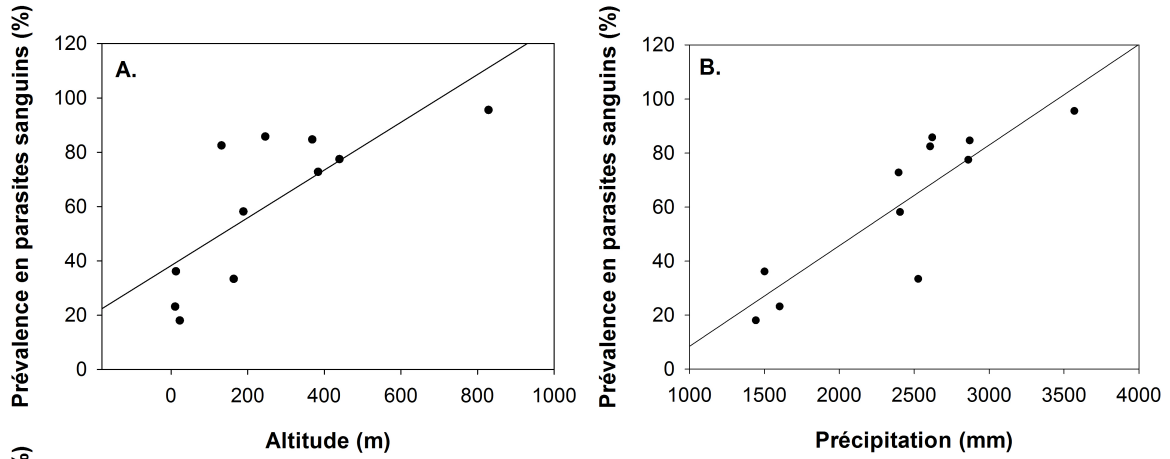 Prévalence en parasites sanguins (%)
A.
120
100
80
60
40
20
0
0 200 400 600 800 1000
Altitude (m)
Prévalence en parasites sanguins (%)
B.
120
100
80
60
40
20
0
1000 1500 2000 2500 3000 3500 4000
Précipitation (mm)
%)